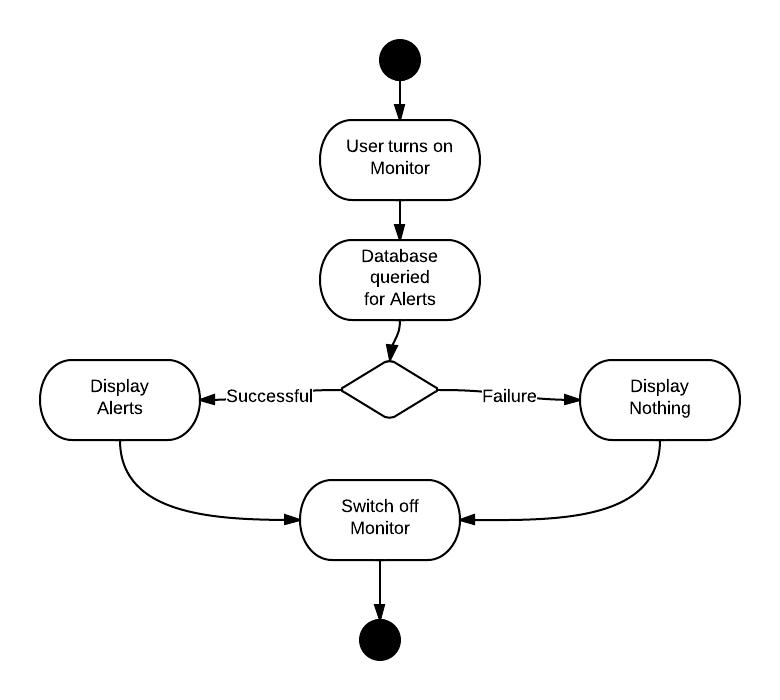 User turns on
Monitor
Database
queried
for Alerts
Successful
Failure
Display
Alerts
Display
Nothing
Switch off
Monitor